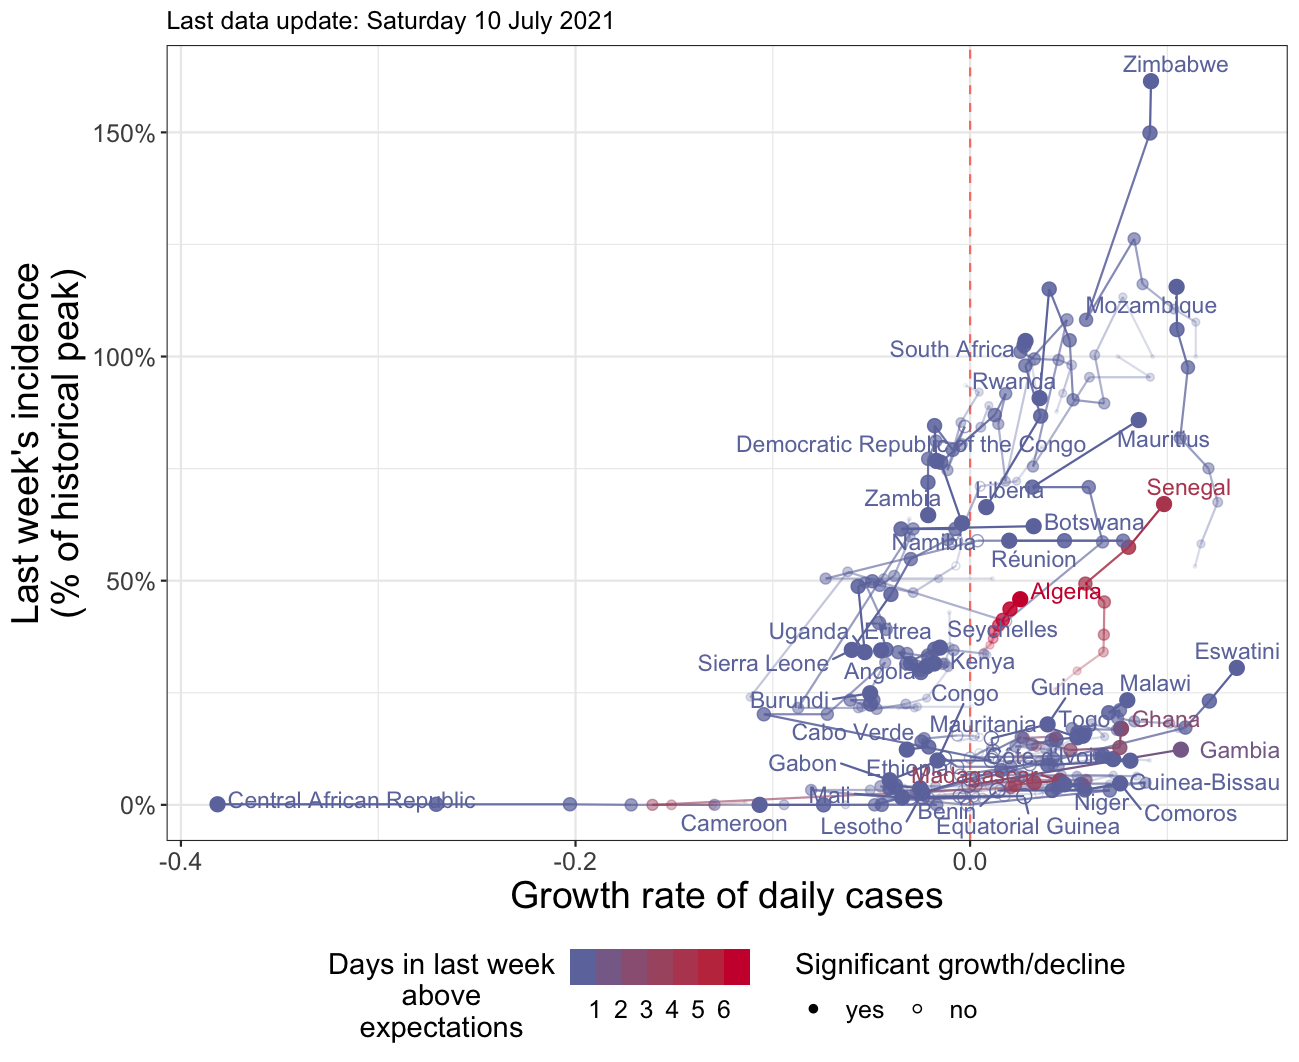 Last data update: Saturday 10 July 2021
Last week's incidence
(% of historical peak)
150%
100%
50%
0%
Zimbabwe
Mozambique
South Africa
Rwanda
Mauritius
Democratic Republic of the Congo
Zambia
Liberia
Senegal
Botswana
Namibia
Réunion
Algeria
Uganda
Eritrea
Seychelles
Sierra Leone
Angola
Kenya
Eswatini
Burundi
Congo
Guinea
Malawi
Cabo Verde
Mauritania
Togo
Ghana
Gabon
Ethiopia
Côte d'Ivoire
Gambia
Madagascar
Guinea-Bissau
Central African Republic
Mali
Niger
Comoros
Cameroon
Lesotho
Benin
Equatorial Guinea
-0.4
-0.2
0.0
Growth rate of daily cases
Days in last week
above
expectations
1 2 3 4 5 6
Significant growth/decline
yes
no